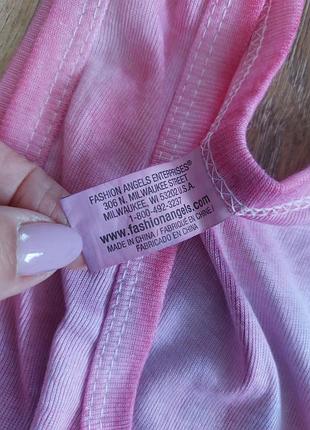 FASHION ANGELS ENTERPRISES®
306 N. MILWAUKEE STREET
MILWAUKEE, WI 53202 U.S.A.
1-800-492-3237
www.fashionangels.com
MADE IN CHINA / FABRIQUÉ EN CHINE /
FABRICADO EN CHINA